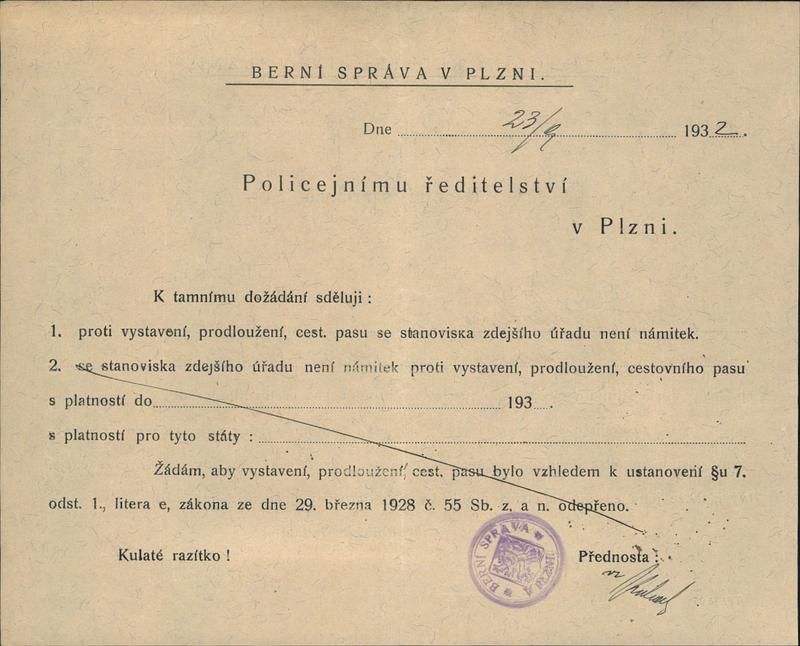 BERNÍ SPRÁVA V PLZNI.
Dne 23/9 1932.
Policejnímu ředitelství
v Plzni.
K tamnímu dožádání sděluji :
1. proti vystavení, prodloužení, cest. pasu se stanoviska zdejšího úřadu není námitek.
2. se stanoviska zdejšího úřadu není námitek proti vystavení, prodloužení, cestovního pasu
s platností do 193 .
s platností pro tyto státy :
Žádám, aby vystavení, prodloužení, cest. pasu bylo vzhledem k ustanovení §u 7.
odst. 1., litera e, zákona ze dne 29. března 1928 č. 55 Sb. z. a n. odepřeno.
Kulaté razítko !
BERNÍ SPRÁVA
V PLZNI
Přednosta :